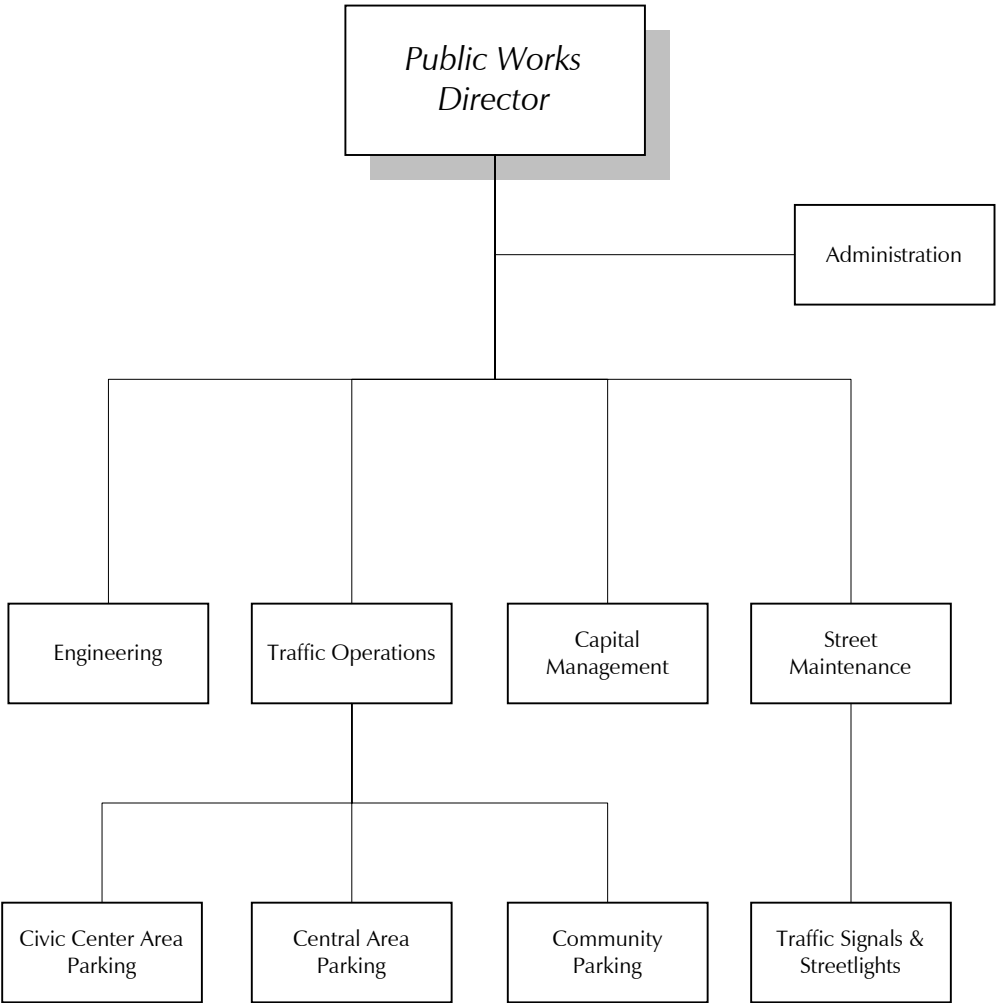 Public Works
Director
Administration
Engineering
Traffic Operations
Capital
Management
Street
Maintenance
Civic Center Area
Parking
Central Area
Parking
Community
Parking
Traffic Signals &
Streetlights